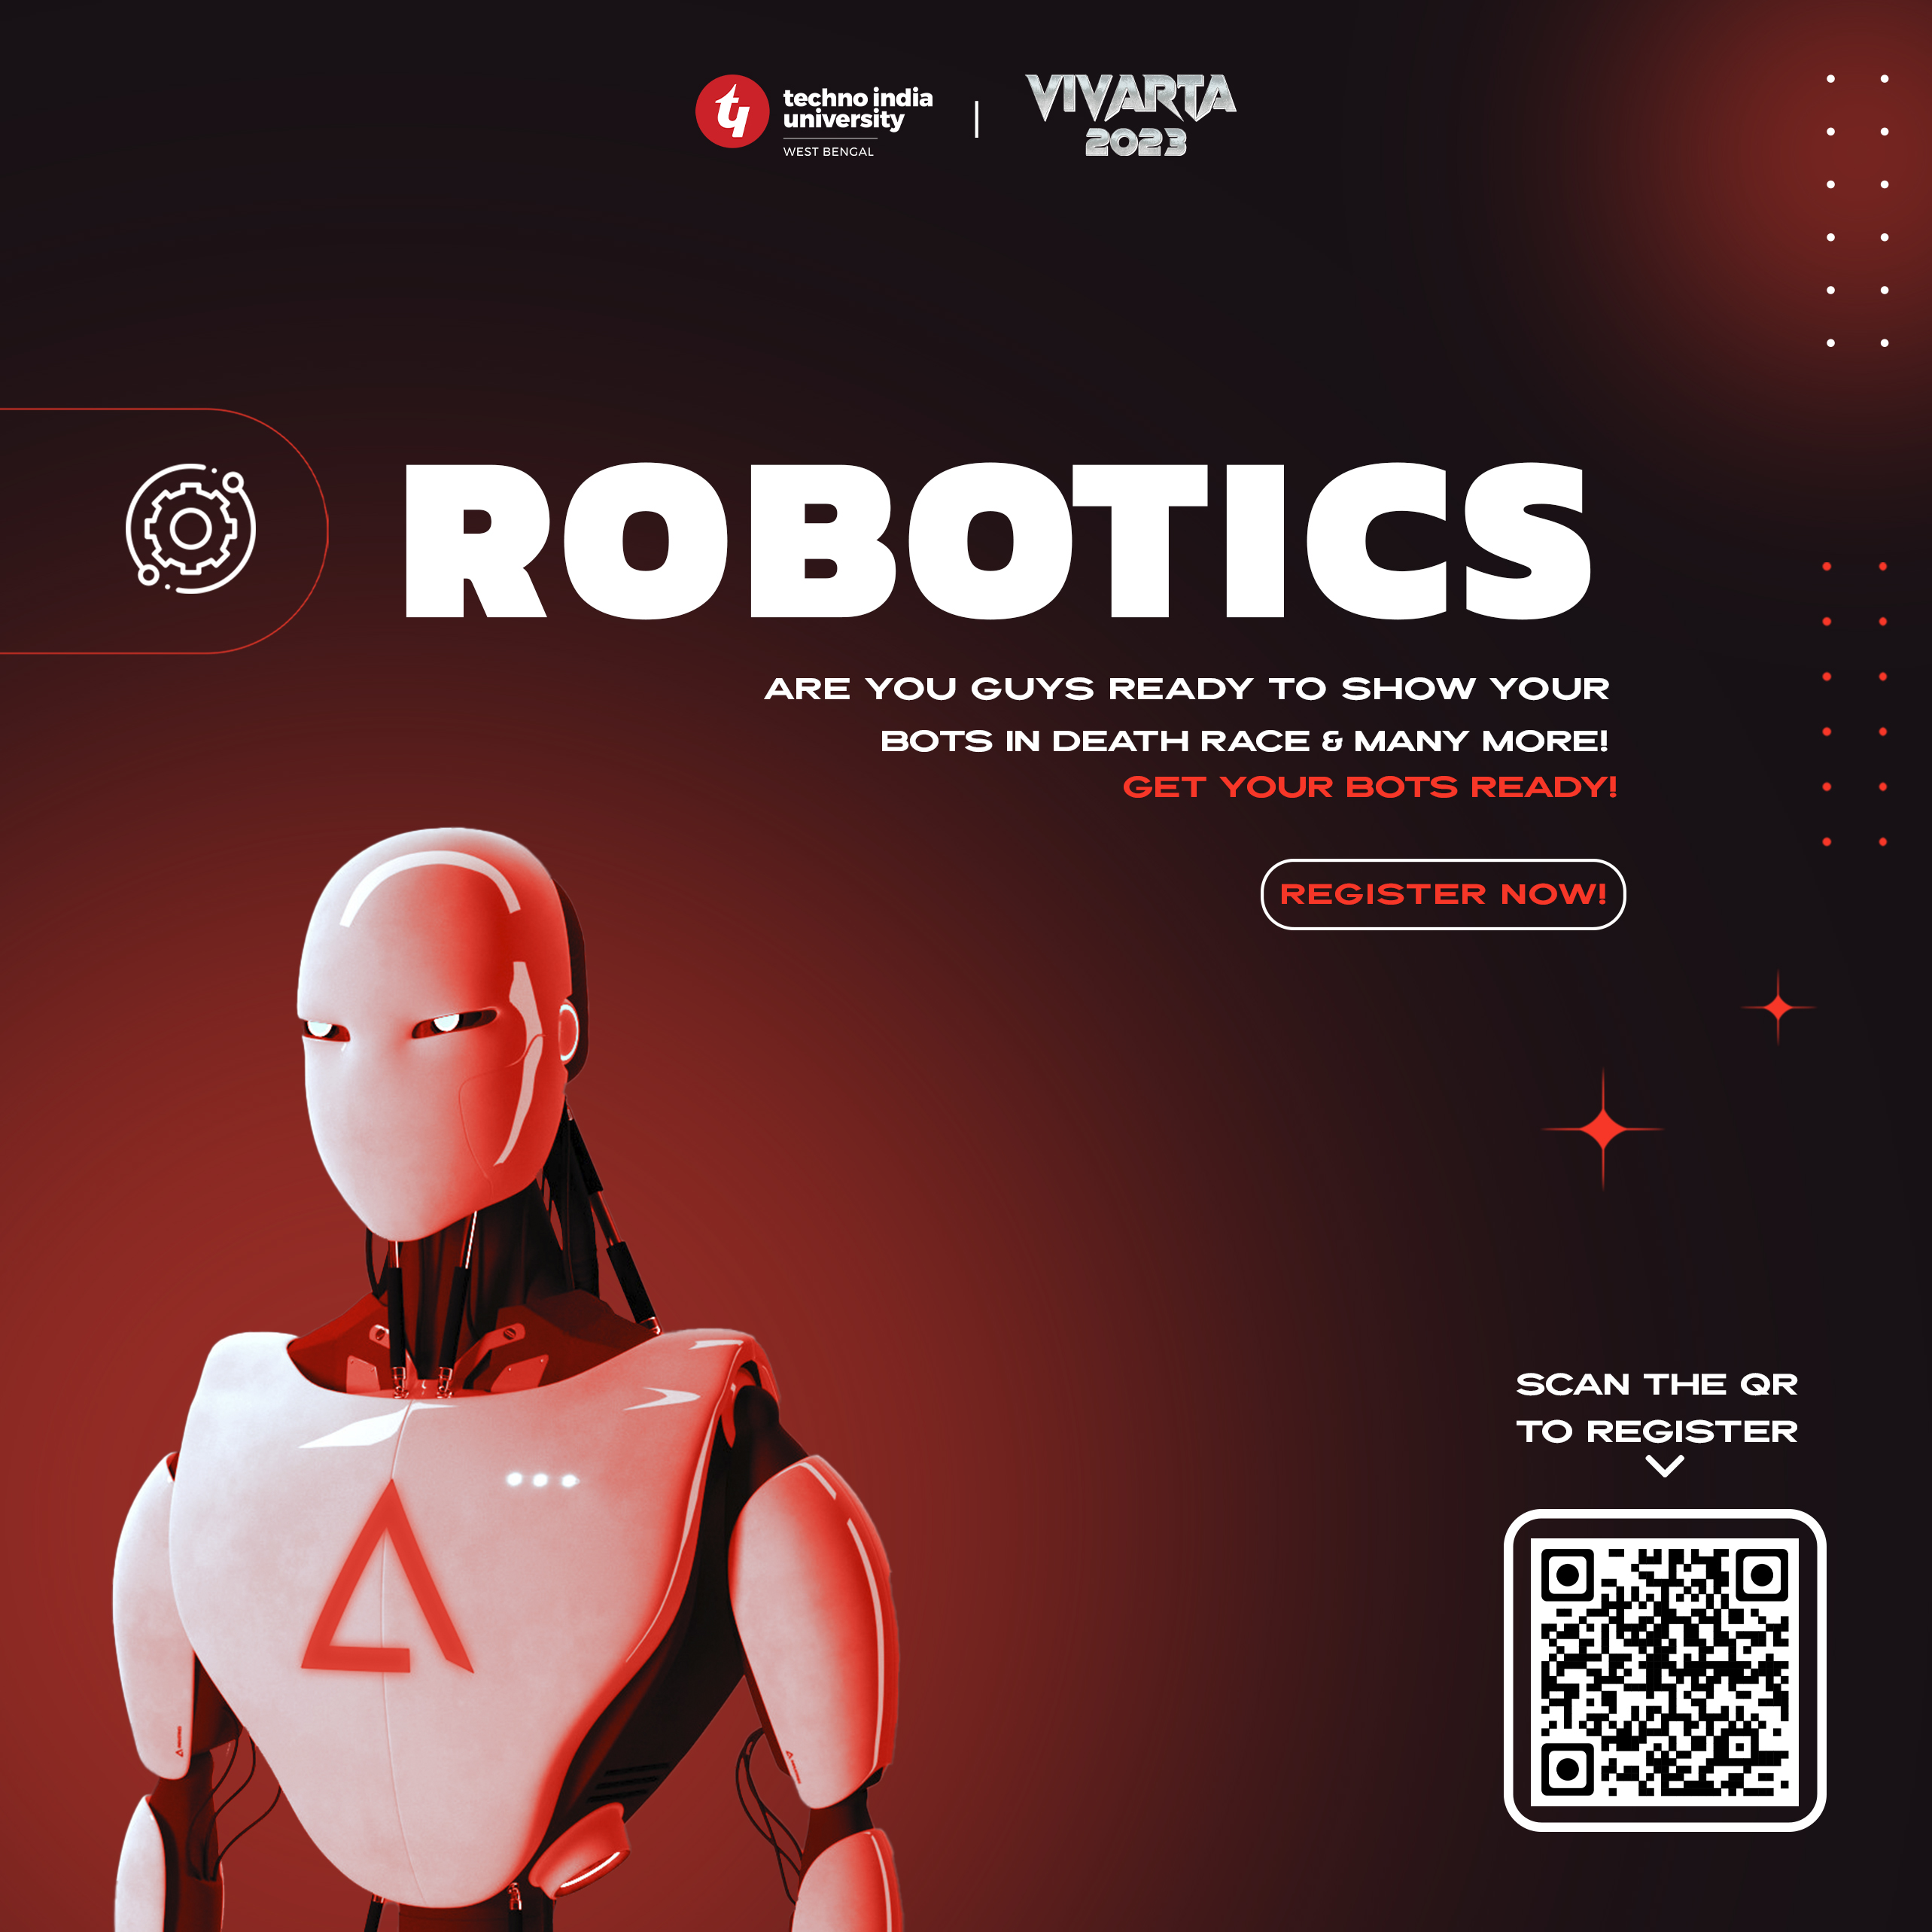 techno india
university
WEST BENGAL
VIVARTA
2023
ROBOTICS
ARE YOU GUYS READY TO SHOW YOUR
BOTS IN DEATH RACE & MANY MORE!
GET YOUR BOTS READY!
REGISTER NOW!
SCAN THE QR
TO REGISTER